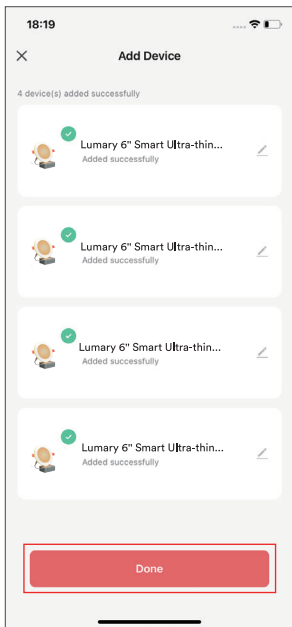 18:19
Add Device
4 device(s) added successfully
Lumary 6" Smart Ultra-thin...
Added successfully
Lumary 6" Smart Ultra-thin...
Added successfully
Lumary 6" Smart Ultra-thin...
Added successfully
Lumary 6" Smart Ultra-thin...
Added successfully
Done